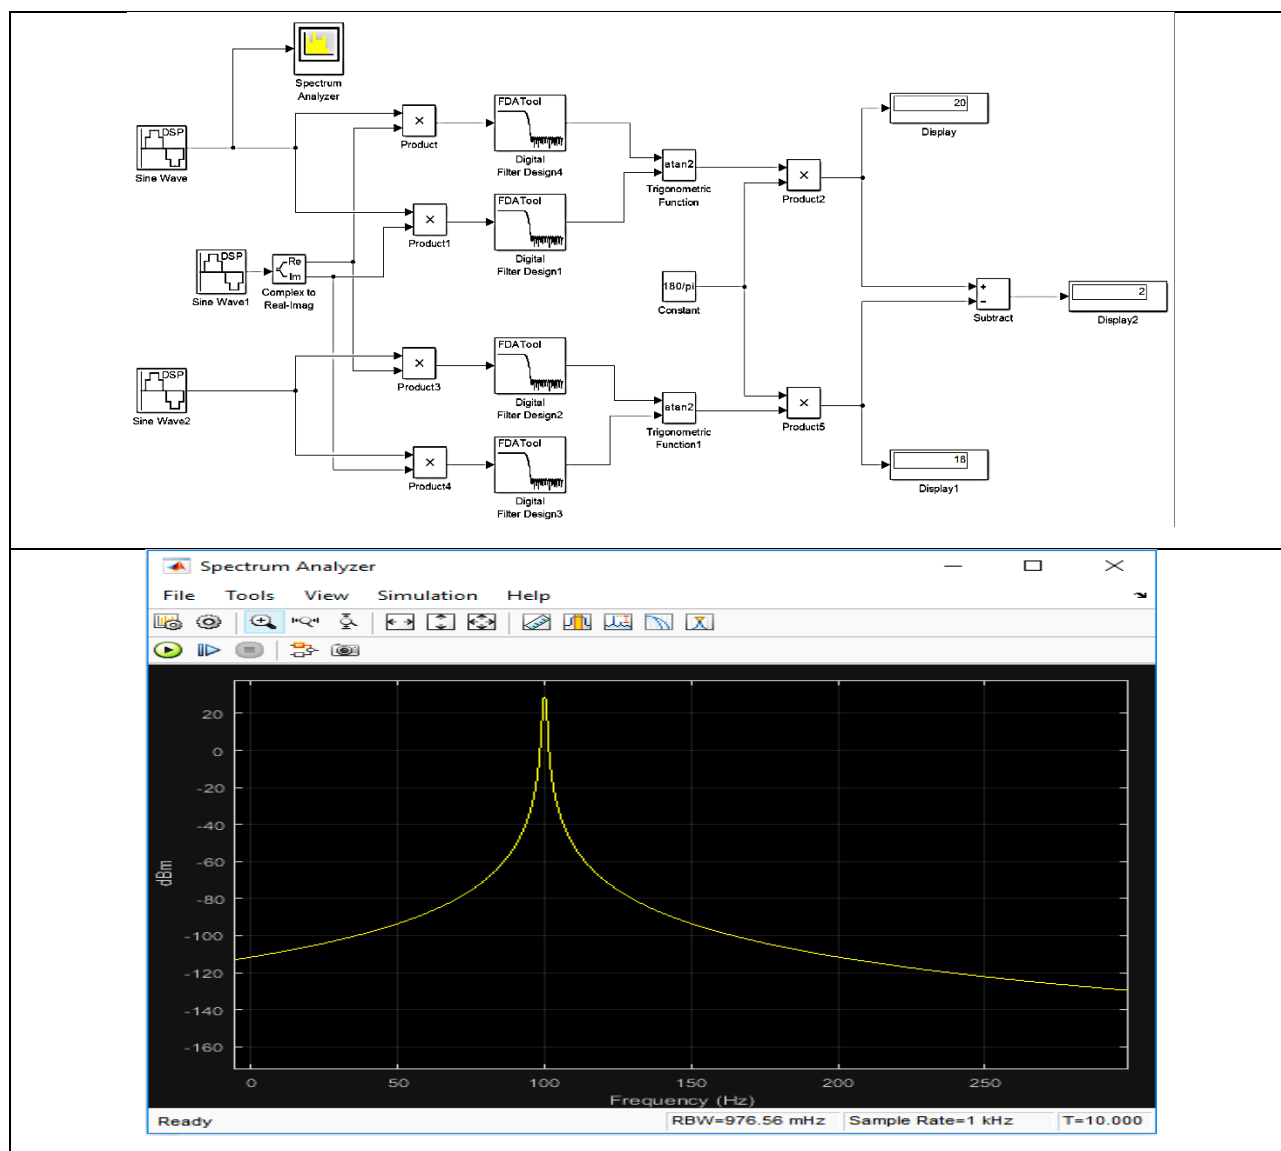 Spectrum
Analyzer
DSP
Sine Wave
×
Product
FDATool
Digital
Filter Design4
atan2
Trigonometric
Function
×
Product2
20
Display
×
Product1
FDATool
Digital
Filter Design1
DSP
Sine Wave1
Re
Im
Complex to
Real-Imag
180/pi
Constant
+
−
Subtract
2
Display2
DSP
Sine Wave2
×
Product3
FDATool
Digital
Filter Design2
atan2
Trigonometric
Function1
×
Product5
×
Product4
FDATool
Digital
Filter Design3
18
Display1
Spectrum Analyzer
File Tools View Simulation Help
20
0
-20
-40
-60
-80
-100
-120
-140
-160
dBm
0 50 100 150 200 250
Frequency (Hz)
Ready RBW=976.56 mHz Sample Rate=1 kHz T=10.000